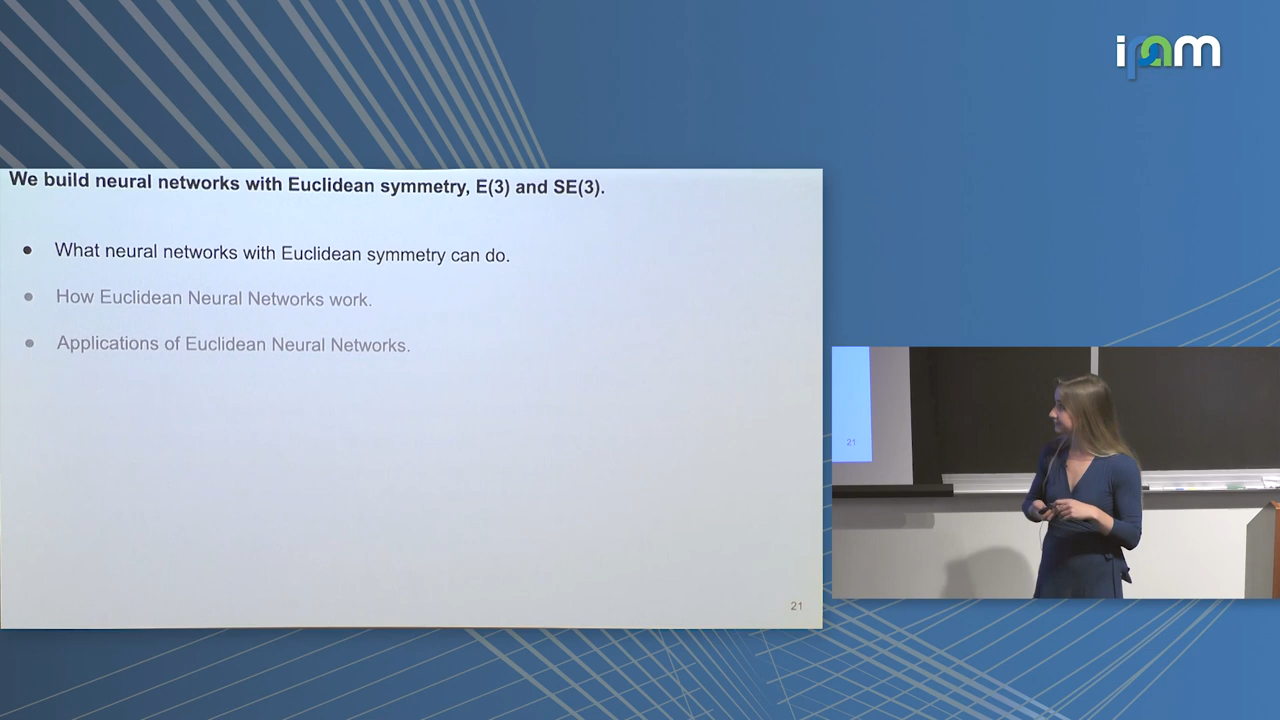 ipam
We build neural networks with Euclidean symmetry, E(3) and SE(3).
● What neural networks with Euclidean symmetry can do.
● How Euclidean Neural Networks work.
● Applications of Euclidean Neural Networks.
21
21